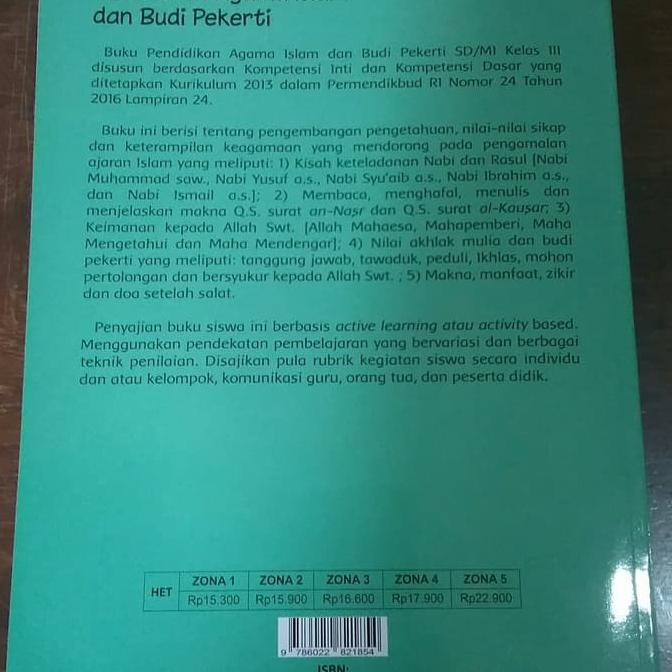 dan Budi Pekerti
Buku Pendidikan Agama Islam dan Budi Pekerti SD/MI Kelas III
disusun berdasarkan Kompetensi Inti dan Kompetensi Dasar yang
ditetapkan Kurikulum 2013 dalam Permendikbud RI Nomor 24 Tahun
2016 Lampiran 24.
Buku ini berisi tentang pengembangan pengetahuan, nilai-nilai sikap
dan keterampilan keagamaan yang mendorong pada pengamalan
ajaran Islam yang meliputi: 1) Kisah keteladanan Nabi dan Rasul [Nabi
Muhammad saw., Nabi Yusuf a.s., Nabi Syu'aib a.s., Nabi Ibrahim a.s.,
dan Nabi Ismail a.s.]; 2) Membaca, menghafal, menulis dan
menjelaskan makna Q.S. surat an-Naṣr dan Q.S. surat al-Kauṡar; 3)
Keimanan kepada Allah Swt. [Allah Mahaesa, Mahapemberi, Maha
Mengetahui dan Maha Mendengar]; 4) Nilai akhlak mulia dan budi
pekerti yang meliputi: tanggung jawab, tawaduk, peduli, Ikhlas, mohon
pertolongan dan bersyukur kepada Allah Swt. ; 5) Makna, manfaat, zikir
dan doa setelah salat.
Penyajian buku siswa ini berbasis active learning atau activity based.
Menggunakan pendekatan pembelajaran yang bervariasi dan berbagai
teknik penilaian. Disajikan pula rubrik kegiatan siswa secara individu
dan atau kelompok, komunikasi guru, orang tua, dan peserta didik.
HET ZONA 1 ZONA 2 ZONA 3 ZONA 4 ZONA 5
Rp15.300 Rp15.900 Rp16.600 Rp17.900 Rp22.900
9 786022 821854
ISBN: